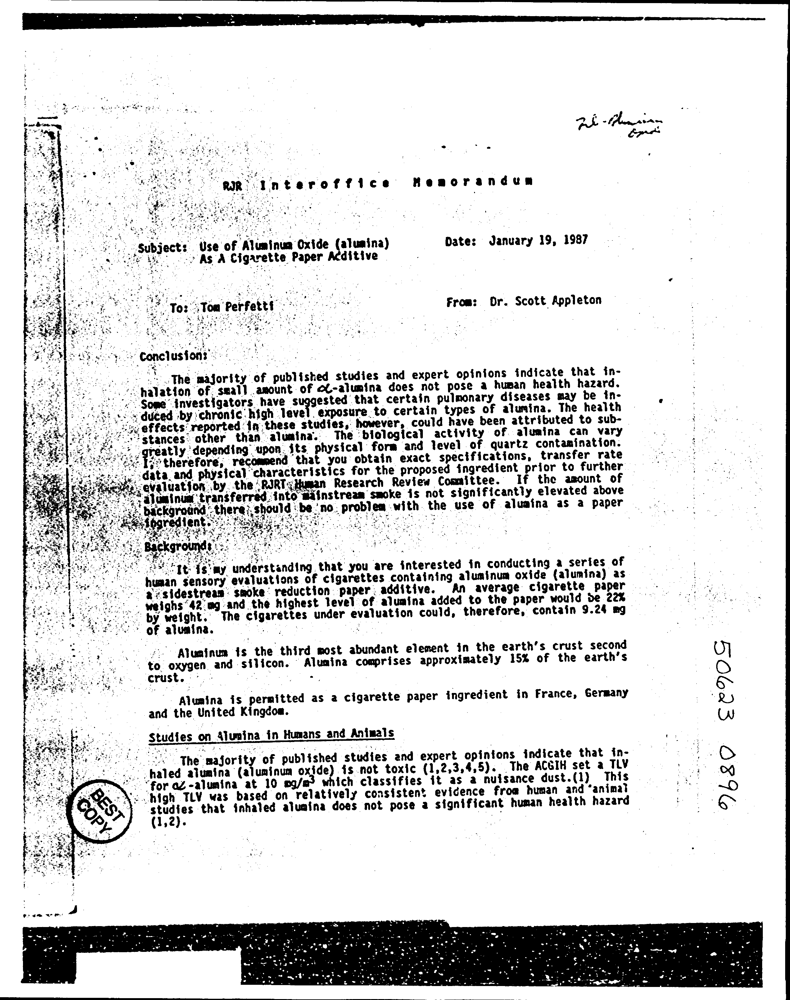 RJR Interoffice Memorandum
Subject: Use of Aluminum Oxide (alumina)
As A Cigarette Paper Additive
Date: January 19, 1987
To: Tom Perfetti
From: Dr. Scott Appleton
Conclusion:
The majority of published studies and expert opinions indicate that in-
halation of small amount of α-alumina does not pose a human health hazard.
Some investigators have suggested that certain pulmonary diseases may be in-
duced by chronic high level exposure to certain types of alumina. The health
effects reported in these studies, however, could have been attributed to sub-
stances other than alumina. The biological activity of alumina can vary
greatly depending upon its physical form and level of quartz contamination.
I, therefore, recommend that you obtain exact specifications, transfer rate
data and physical characteristics for the proposed ingredient prior to further
evaluation by the RJRT Human Research Review Committee. If the amount of
aluminum transferred into mainstream smoke is not significantly elevated above
background there should be no problem with the use of alumina as a paper
ingredient.
Background:
It is my understanding that you are interested in conducting a series of
human sensory evaluations of cigarettes containing aluminum oxide (alumina) as
a sidestream smoke reduction paper additive. An average cigarette paper
weighs 42 mg and the highest level of alumina added to the paper would be 22%
by weight. The cigarettes under evaluation could, therefore, contain 9.24 mg
of alumina.
Aluminum is the third most abundant element in the earth's crust second
to oxygen and silicon. Alumina comprises approximately 15% of the earth's
crust.
Alumina is permitted as a cigarette paper ingredient in France, Germany
and the United Kingdom.
Studies on Alumina in Humans and Animals
The majority of published studies and expert opinions indicate that in-
haled alumina (aluminum oxide) is not toxic (1,2,3,4,5). The ACGIH set a TLV
for α-alumina at 10 mg/m³ which classifies it as a nuisance dust.(1) This
high TLV was based on relatively consistent evidence from human and animal
studies that inhaled alumina does not pose a significant human health hazard
(1,2).
BEST
COPY
50623 0896